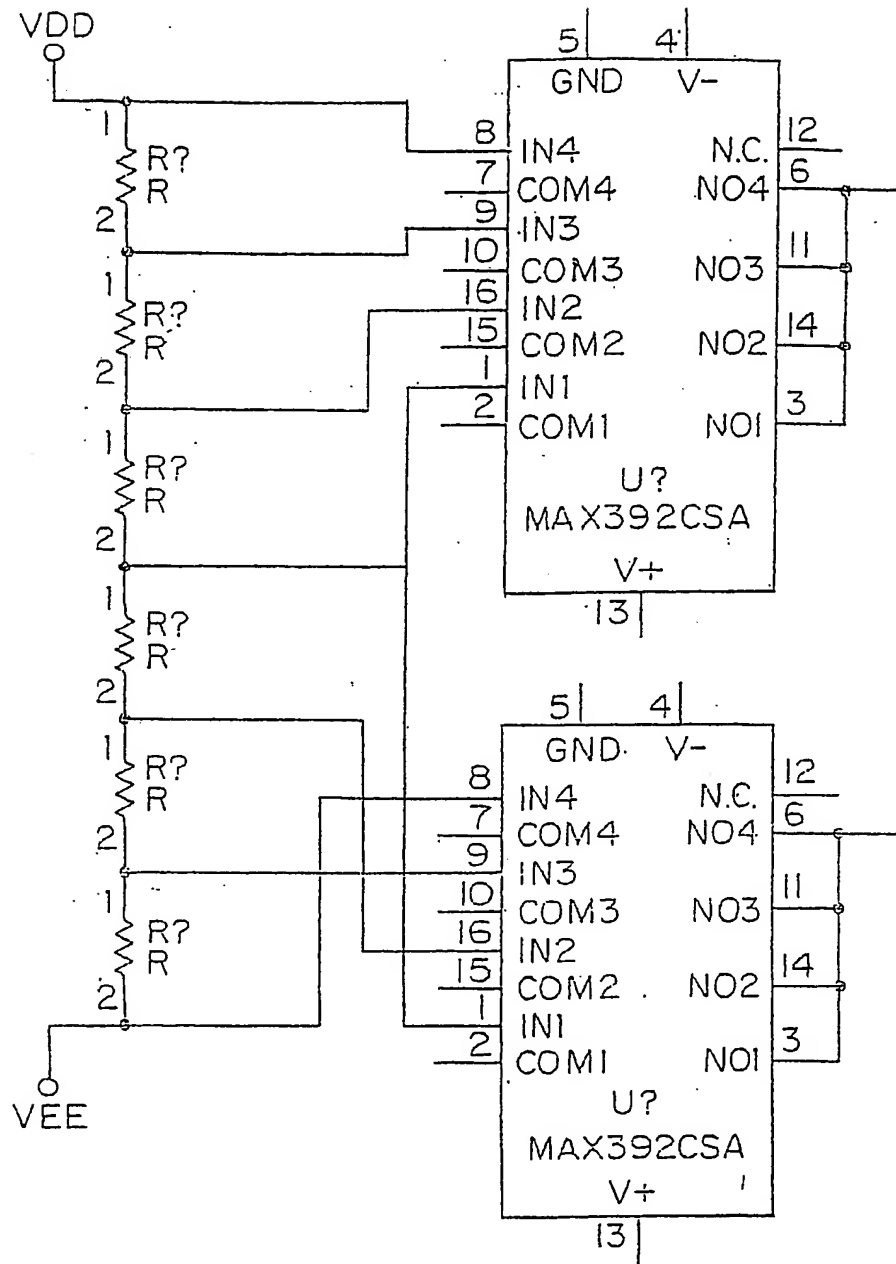 VDD
1
R?
R
2
1
R?
R
2
1
R?
R
2
1
R?
R
2
1
R?
R
2
1
R?
R
2
VEE
5 4
GND V-
8 IN4 N.C. 12
7 COM4 NO4 6
9 IN3
10 COM3 NO3 11
16 IN2
15 COM2 NO2 14
1 IN1
2 COM1 NO1 3
U?
MAX392CSA
V+
13
5 4
GND V-
8 IN4 N.C. 12
7 COM4 NO4 6
9 IN3
10 COM3 NO3 11
16 IN2
15 COM2 NO2 14
1 IN1
2 COM1 NO1 3
U?
MAX392CSA
V+
13